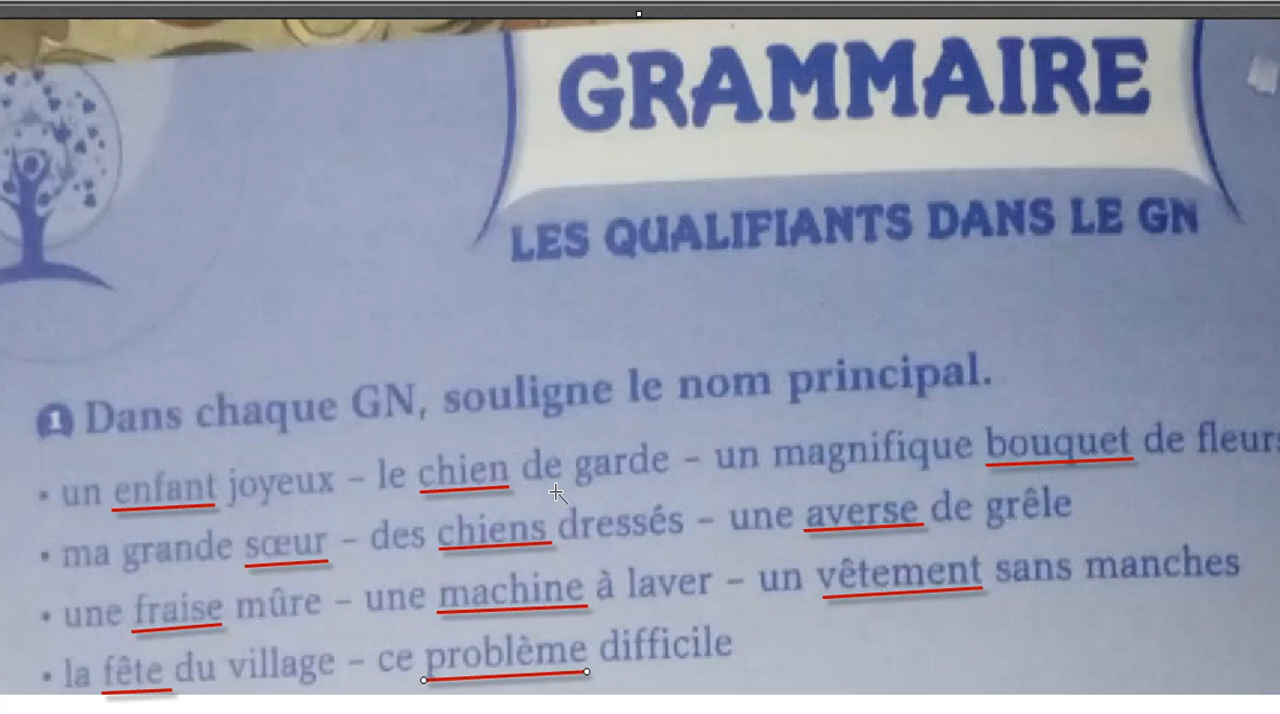 GRAMMAIRE
LES QUALIFIANTS DANS LE GN
1 Dans chaque GN, souligne le nom principal.
• un enfant joyeux – le chien de garde – un magnifique bouquet de fleurs
• ma grande sœur – des chiens dressés – une averse de grêle
• une fraise mûre – une machine à laver – un vêtement sans manches
• la fête du village – ce problème difficile